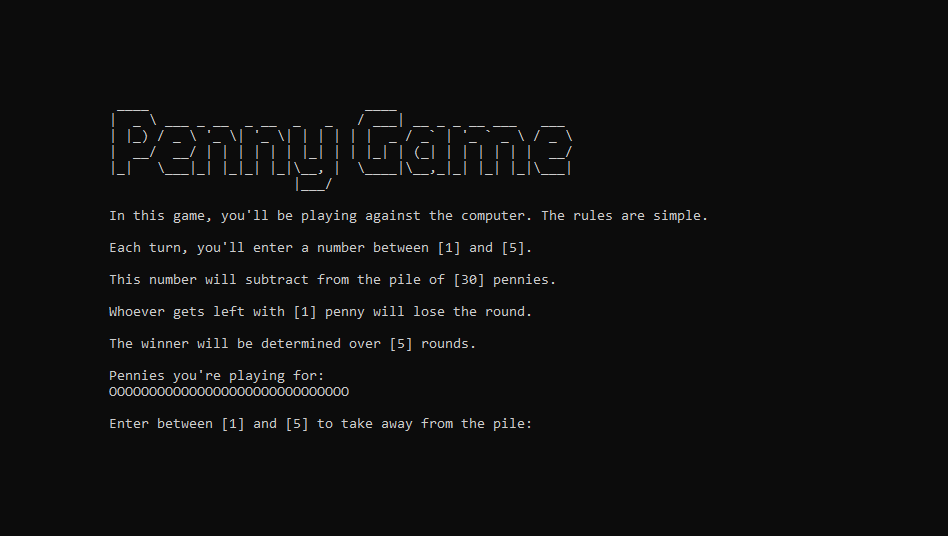 Penny Game
In this game, you'll be playing against the computer. The rules are simple.
Each turn, you'll enter a number between [1] and [5].
This number will subtract from the pile of [30] pennies.
Whoever gets left with [1] penny will lose the round.
The winner will be determined over [5] rounds.
Pennies you're playing for:
OOOOOOOOOOOOOOOOOOOOOOOOOOOOOO
Enter between [1] and [5] to take away from the pile: